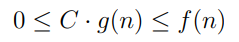 0 ≤ C · g(n) ≤ f(n)